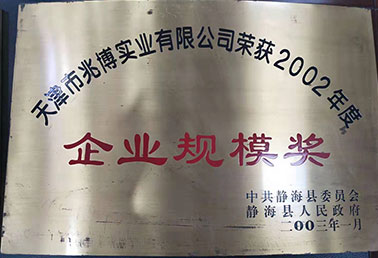 天津市兆博实业有限公司荣获2002年度
企业规模奖
中共静海县委员会
静海县人民政府
二00三年一月